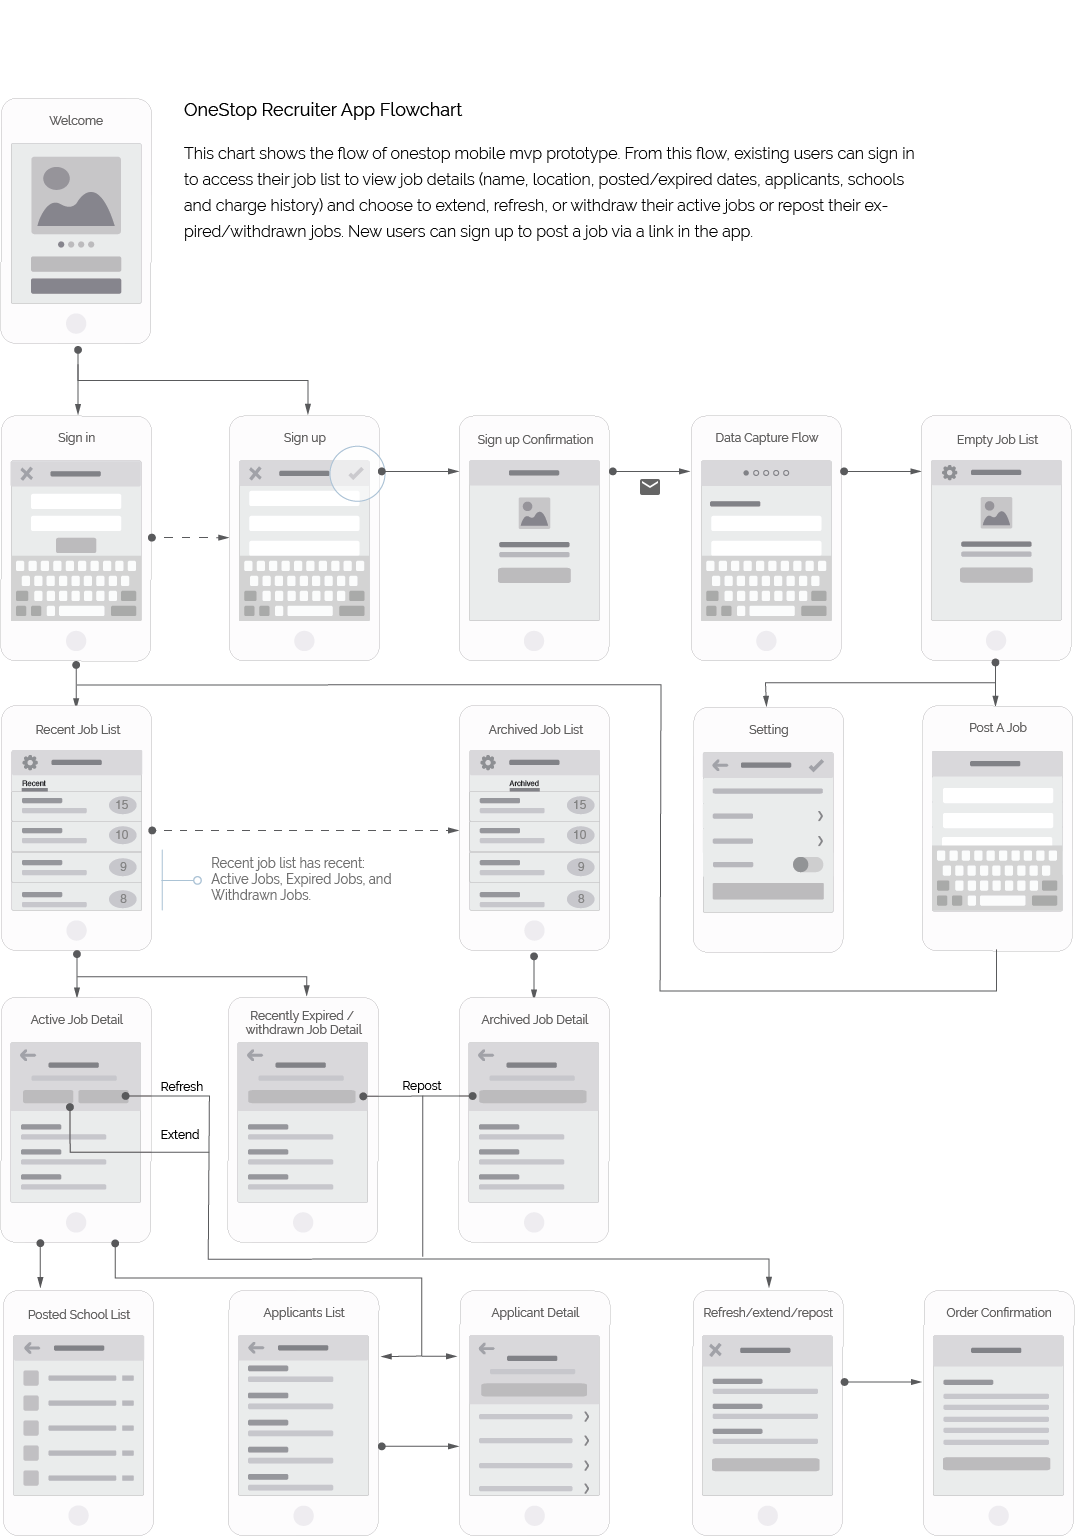 OneStop Recruiter App Flowchart
Welcome
This chart shows the flow of onestop mobile mvp prototype. From this flow, existing users can sign in
to access their job list to view job details (name, location, posted/expired dates, applicants, schools
and charge history) and choose to extend, refresh, or withdraw their active jobs or repost their ex-
pired/withdrawn jobs. New users can sign up to post a job via a link in the app.
Sign in
Sign up
Sign up Confirmation
Data Capture Flow
Empty Job List
Recent Job List
Archived Job List
Setting
Post A Job
Recent
15
10
9
8
Archived
15
10
9
8
Recent job list has recent:
Active Jobs, Expired Jobs, and
Withdrawn Jobs.
Active Job Detail
Recently Expired /
withdrawn Job Detail
Archived Job Detail
Refresh
Extend
Repost
Posted School List
Applicants List
Applicant Detail
Refresh/extend/repost
Order Confirmation